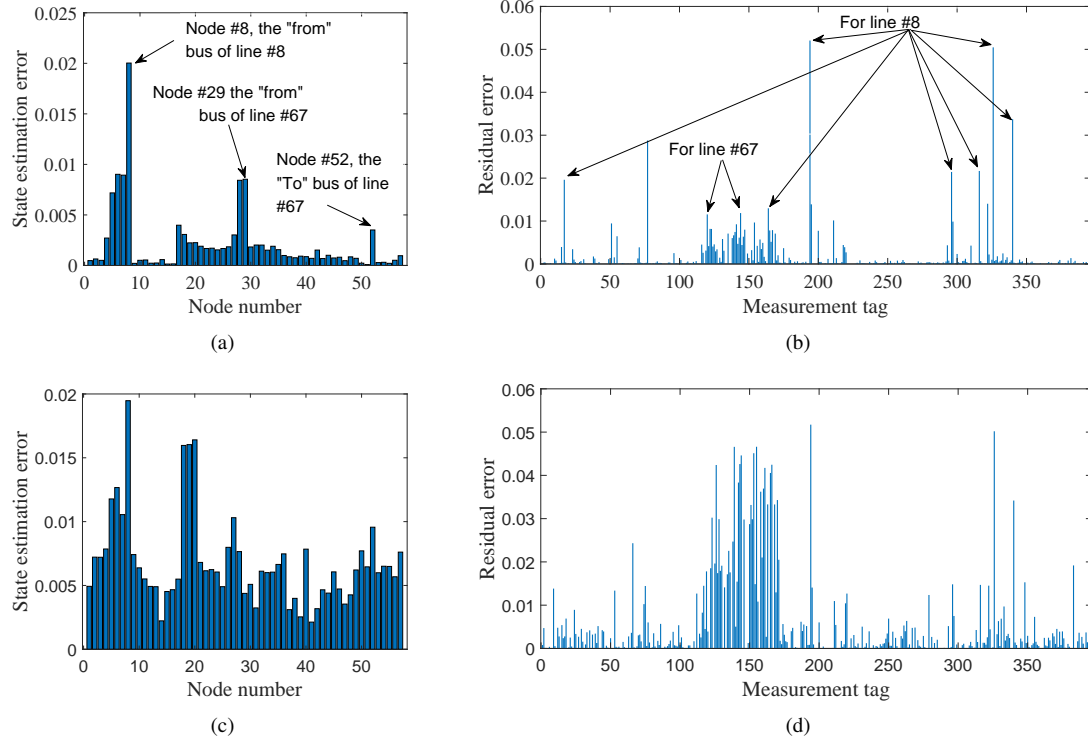 0.025
0.02
0.015
0.01
0.005
0
State estimation error
Node #8, the "from"
bus of line #8
Node #29 the "from"
bus of line #67
Node #52, the
"To" bus of line
#67
0 10 20 30 40 50
Node number
(a)
0.06
0.05
0.04
0.03
0.02
0.01
0
Residual error
For line #8
For line #67
0 50 100 150 200 250 300 350
Measurement tag
(b)
0.02
0.015
0.01
0.005
0
State estimation error
0 10 20 30 40 50
Node number
(c)
0.06
0.05
0.04
0.03
0.02
0.01
0
Residual error
0 50 100 150 200 250 300 350
Measurement tag
(d)